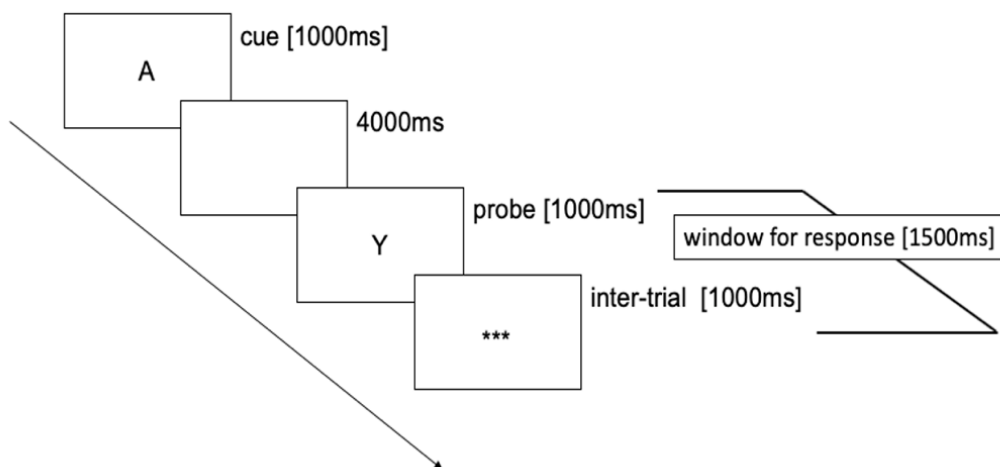 cue [1000ms]
A
4000ms
probe [1000ms]
Y
window for response [1500ms]
inter-trial [1000ms]
***